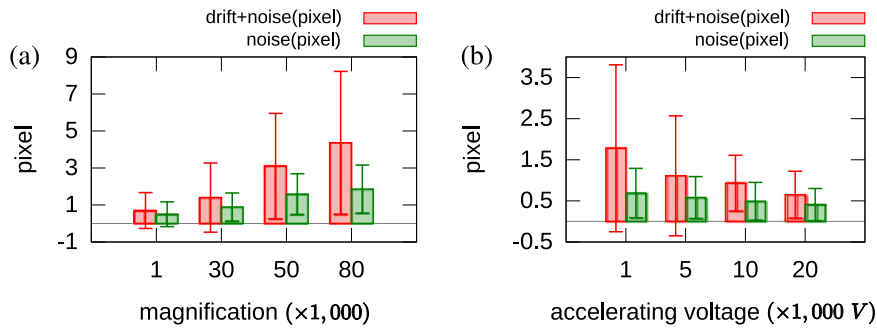 drift+noise(pixel)
noise(pixel)
(a)
pixel
9
7
5
3
1
-1
1 30 50 80
magnification (×1,000)
drift+noise(pixel)
noise(pixel)
(b)
pixel
3.5
2.5
1.5
0.5
-0.5
1 5 10 20
accelerating voltage (×1,000 V)